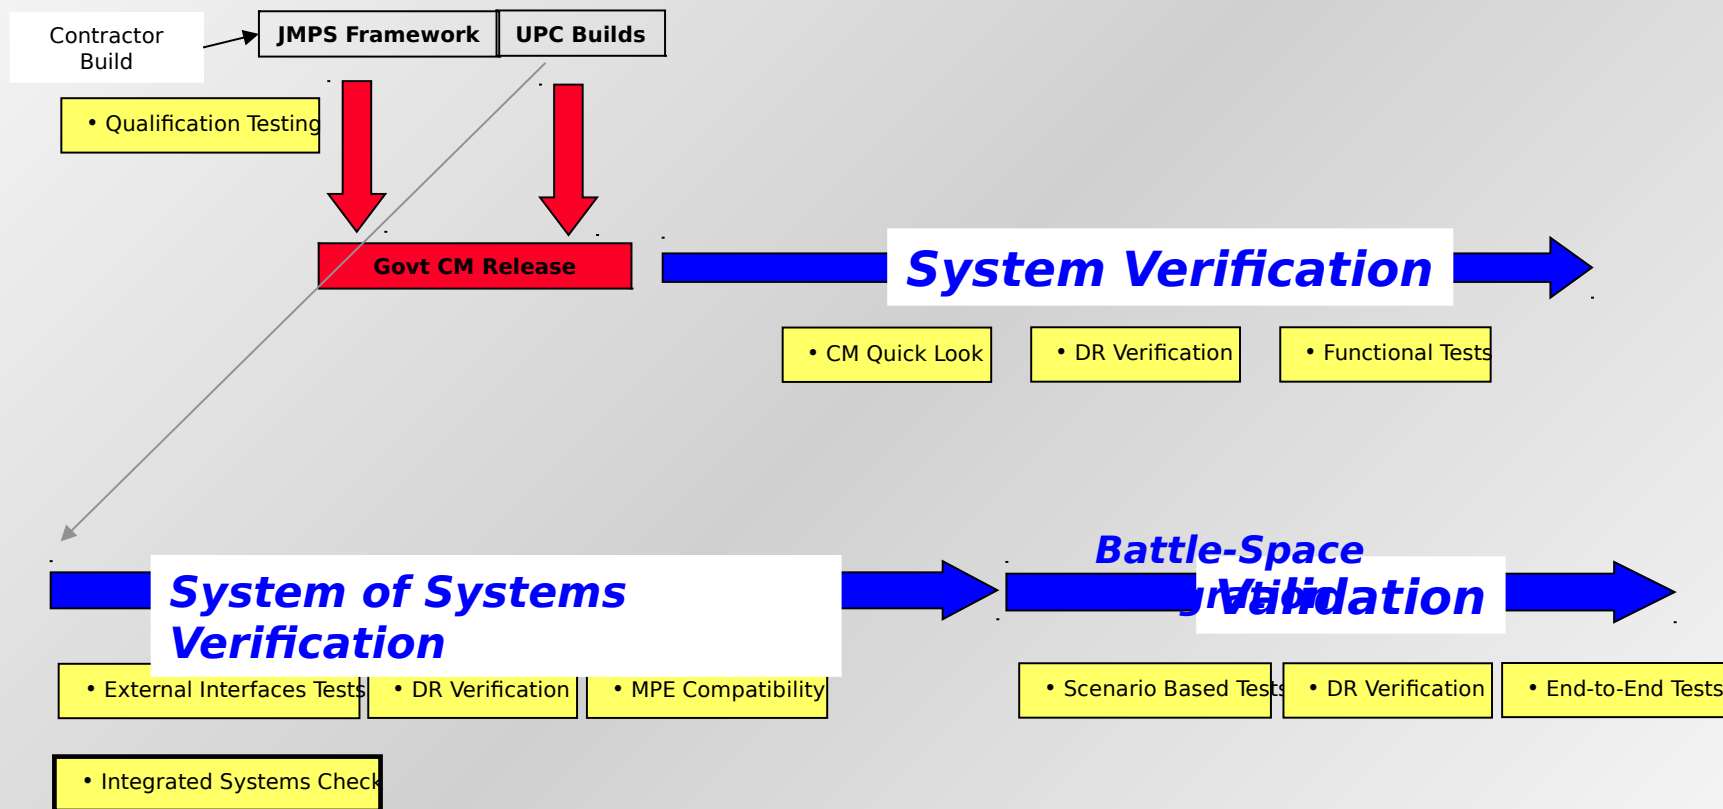 Contractor
Build
JMPS Framework
UPC Builds
• Qualification Testing
Govt CM Release
System Verification
• CM Quick Look
• DR Verification
• Functional Tests
Battle-Space
System of Systems
Verification
Validation
• External Interfaces Tests
• DR Verification
• MPE Compatibility
• Scenario Based Tests
• DR Verification
• End-to-End Tests
• Integrated Systems Check